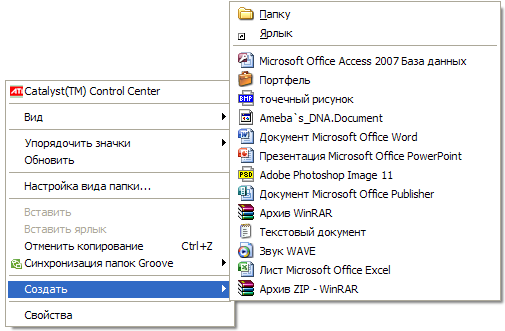 Папку
Ярлык
Microsoft Office Access 2007 База данных
Портфель
точечный рисунок
Ameba`s_DNA.Document
Документ Microsoft Office Word
Презентация Microsoft Office PowerPoint
Adobe Photoshop Image 11
Документ Microsoft Office Publisher
Архив WinRAR
Текстовый документ
Звук WAVE
Лист Microsoft Office Excel
Архив ZIP - WinRAR
ATI Catalyst(TM) Control Center
Вид
Упорядочить значки
Обновить
Настройка вида папки...
Вставить
Вставить ярлык
Отменить копирование Ctrl+Z
Синхронизация папок Groove
Создать
Свойства
BMP
PSD